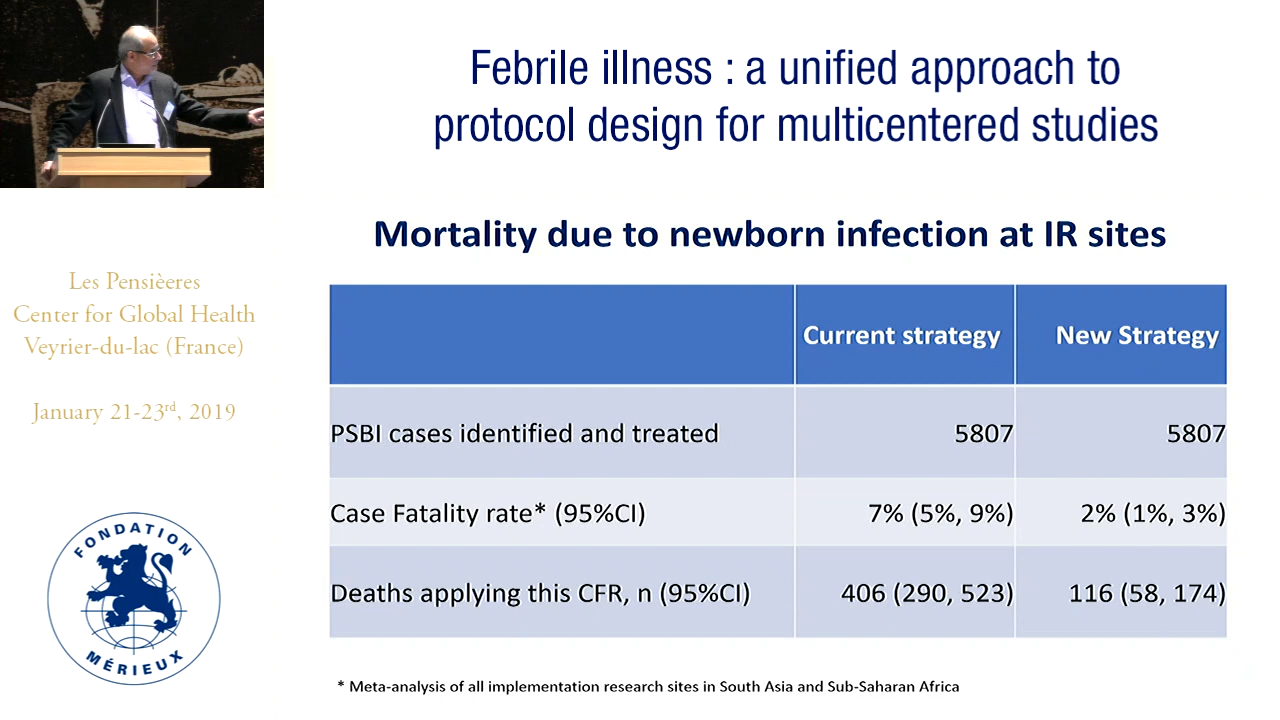 Febrile illness : a unified approach to
protocol design for multicentered studies
Mortality due to newborn infection at IR sites
Les Pensièeres
Center for Global Health
Veyrier-du-lac (France)
January 21-23rd, 2019
Current strategy New Strategy
PSBI cases identified and treated 5807 5807
Case Fatality rate* (95%CI) 7% (5%, 9%) 2% (1%, 3%)
Deaths applying this CFR, n (95%CI) 406 (290, 523) 116 (58, 174)
FONDATION
MÉRIEUX
* Meta-analysis of all implementation research sites in South Asia and Sub-Saharan Africa